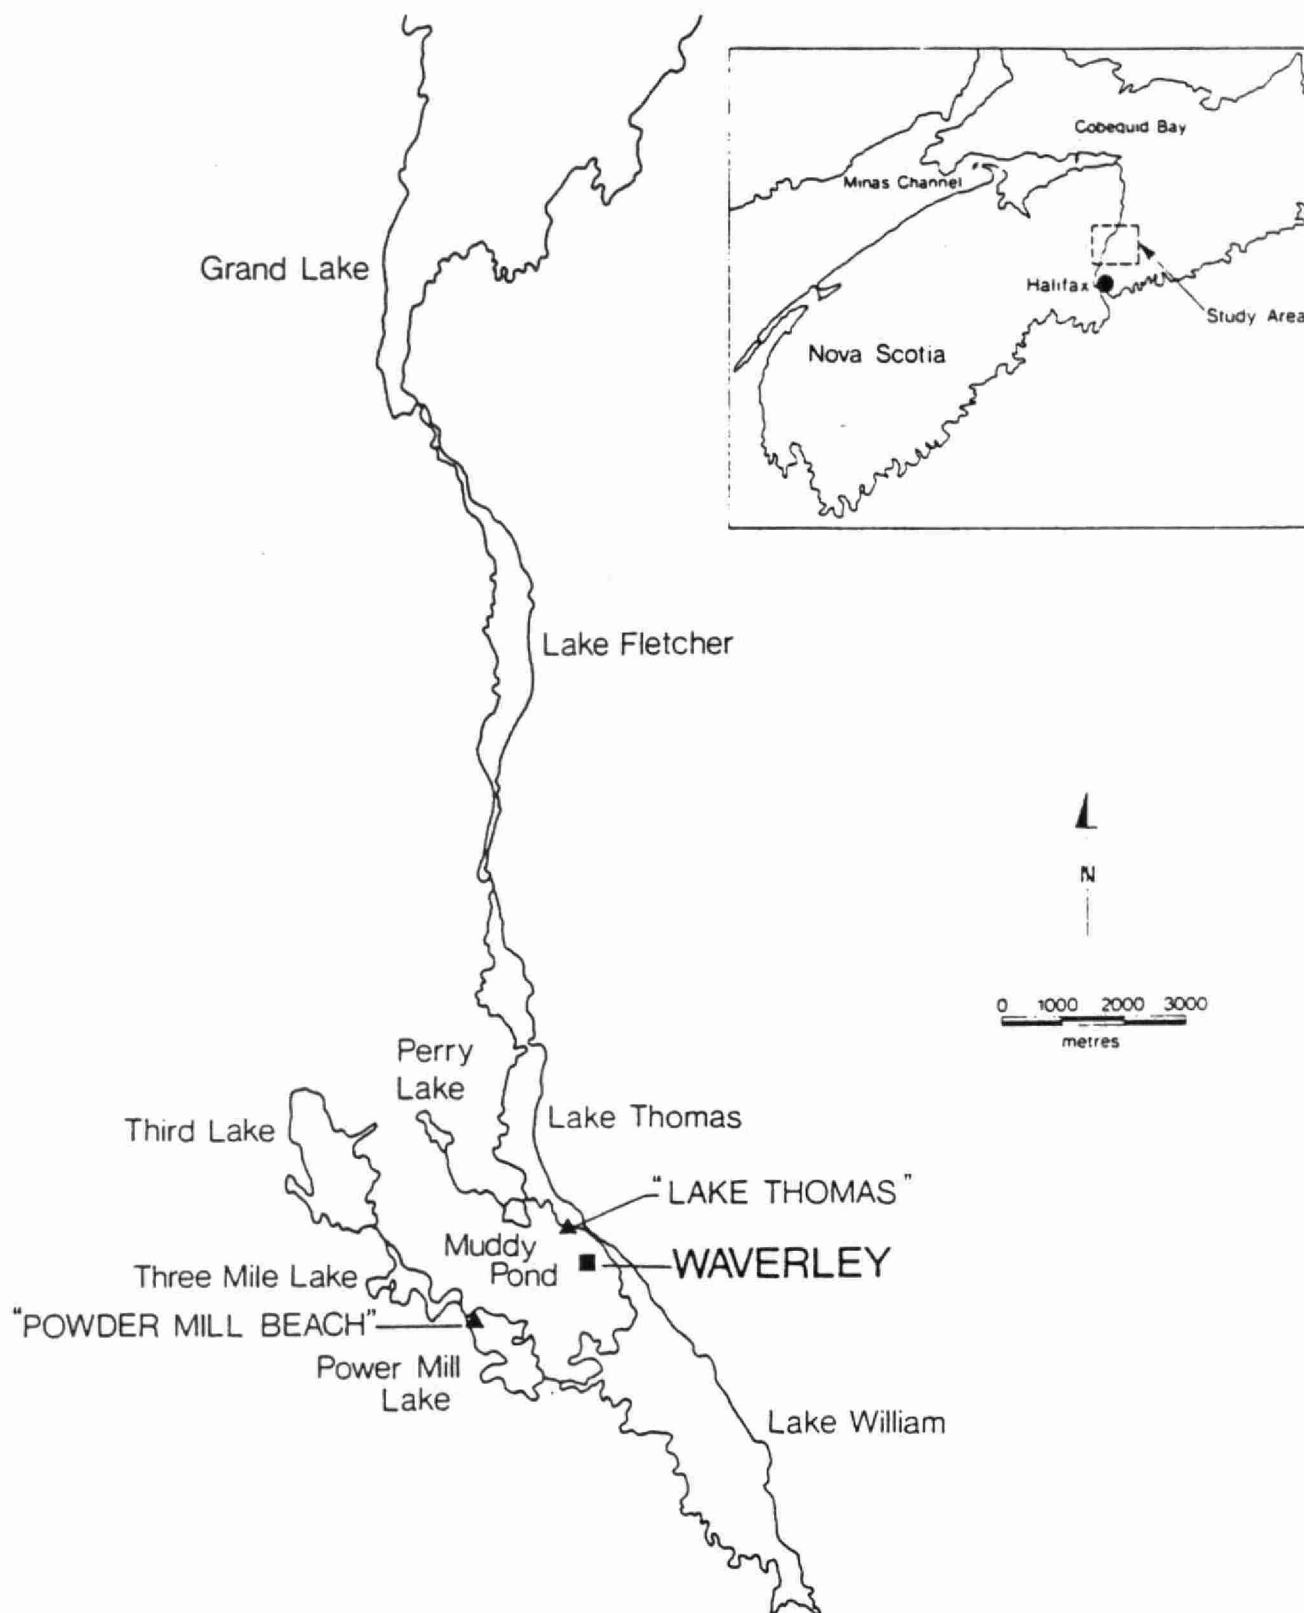 Cobequid Bay
Minas Channel
Grand Lake
Halifax
Study Area
Nova Scotia
Lake Fletcher
N
0 1000 2000 3000
metres
Perry
Lake
Third Lake
Lake Thomas
"LAKE THOMAS"
Muddy
Pond
WAVERLEY
Three Mile Lake
"POWDER MILL BEACH"
Power Mill
Lake
Lake William